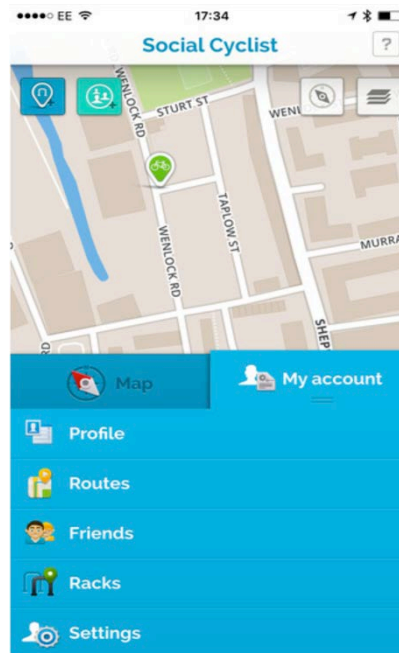 EE 17:34
Social Cyclist ?
WENLOCK RD
STURT ST
WENL
TAPLOW ST
WENLOCK RD
MURRA
SHEP
Map My account
Profile
Routes
Friends
Racks
Settings